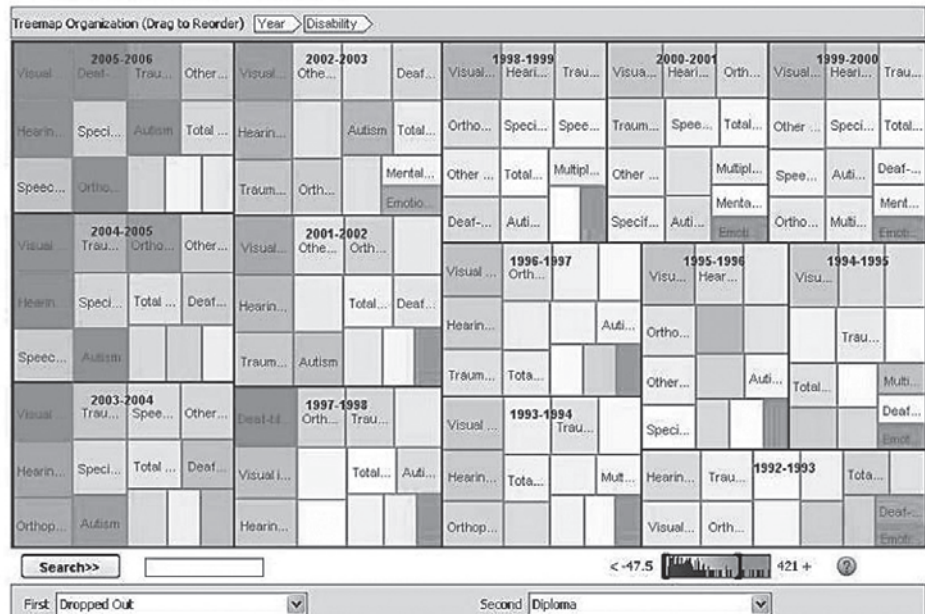 Treemap Organization (Drag to Reorder) Year Disability
2005-2006
Visual ... Deaf- Trau... Other...
Hearin... Speci... Autism Total ...
Speec... Ortho...
2004-2005
Visual Trau... Ortho... Other...
Hearin... Speci... Total ... Deaf...
Speec... Autism
2003-2004
Visual Trau... Spee... Other...
Hearin... Speci... Total ... Deaf...
Orthop... Autism
2002-2003
Visual... Othe... Deaf...
Hearin... Autism Total...
Traum... Orth... Mental...
Emotio...
2001-2002
Visual... Othe... Orth...
Hearing... Total... Deaf...
Traum... Autism
1997-1998
Deaf-bl... Orth... Trau...
Visual i... Total... Auti...
Hearin...
1998-1999
Visual... Heari... Trau...
Ortho... Speci... Spee...
Other ... Total... Multipl...
Deaf-... Auti...
2000-2001
Visua... Heari... Orth...
Traum... Spee... Total...
Other ... Multipl...
Menta...
Specif... Auti... Emoti...
1999-2000
Visual... Heari... Trau...
Other ... Speci... Total...
Spee... Auti... Deaf-...
Ment...
Ortho... Multi... Emoti...
1996-1997
Visual ... Orth...
Hearin... Auti...
Traum... Tota...
1993-1994
Visual ... Trau...
Hearin... Tota... Mult...
Orthop...
1995-1996
Visu... Hear...
Ortho...
Other... Auti...
Speci...
1994-1995
Visu...
Trau...
Total... Multi...
Deaf...
Emoti...
1992-1993
Hearin... Trau... Tota...
Visual... Orth... Deaf-...
Emoti...
Search>> < -47.5 421 + ?
First Dropped Out Second Diploma